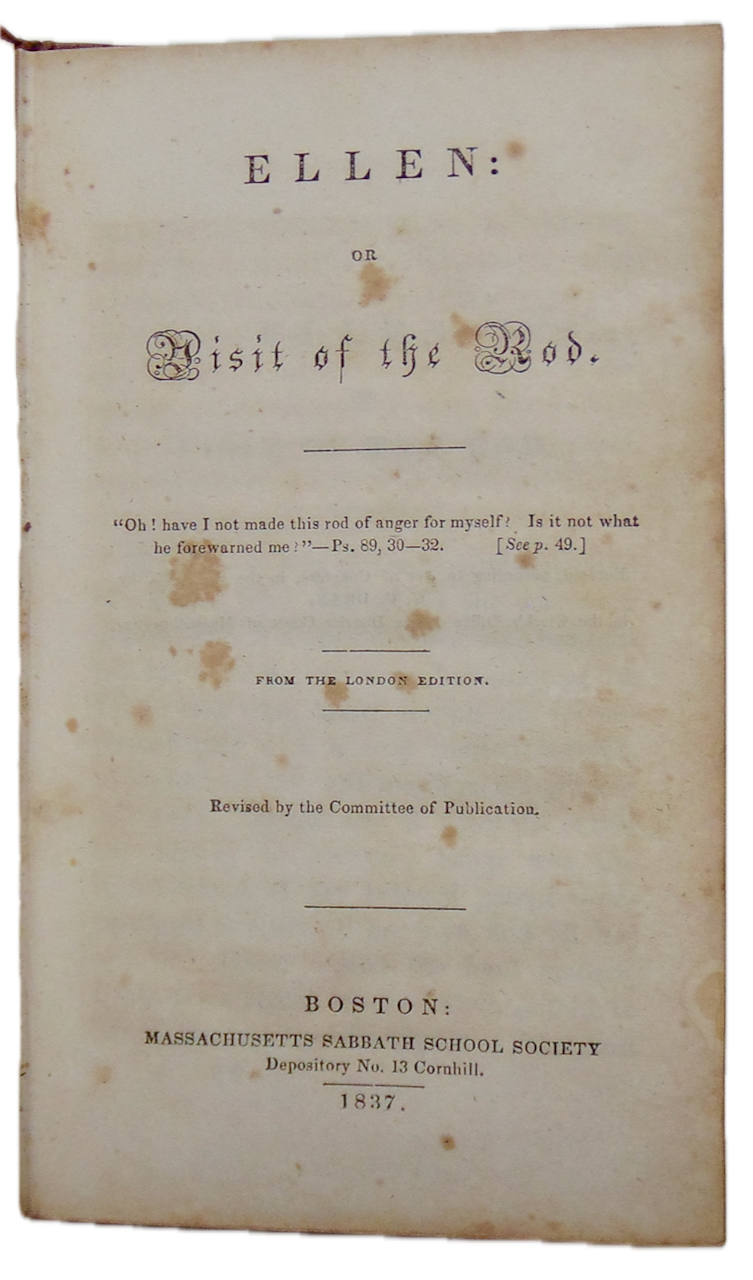 ELLEN:
OR
Visit of the Rod.
“Oh! have I not made this rod of anger for myself? Is it not what
he forewarned me?”—Ps. 89, 30—32. [See p. 49.]
FROM THE LONDON EDITION.
Revised by the Committee of Publication.
BOSTON:
MASSACHUSETTS SABBATH SCHOOL SOCIETY
Depository No. 13 Cornhill.
1837.